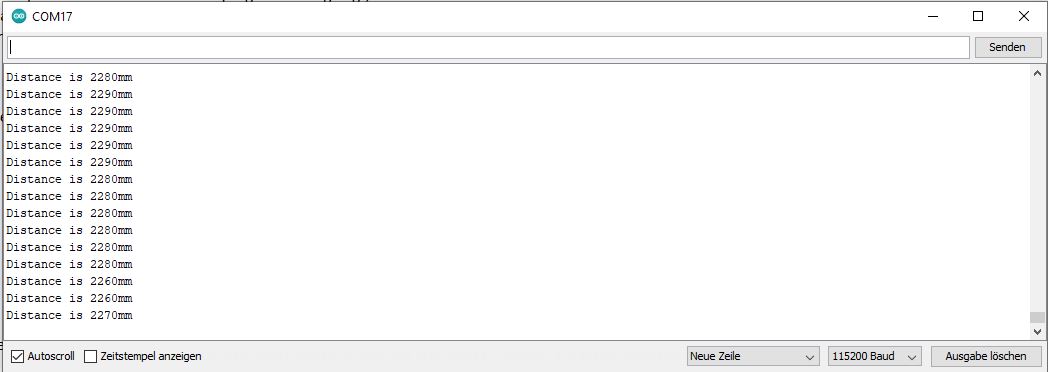 COM17
Senden
Distance is 2280mm
Distance is 2290mm
Distance is 2290mm
Distance is 2290mm
Distance is 2290mm
Distance is 2290mm
Distance is 2280mm
Distance is 2280mm
Distance is 2280mm
Distance is 2280mm
Distance is 2280mm
Distance is 2280mm
Distance is 2260mm
Distance is 2260mm
Distance is 2270mm
Autoscroll Zeitstempel anzeigen Neue Zeile 115200 Baud Ausgabe löschen